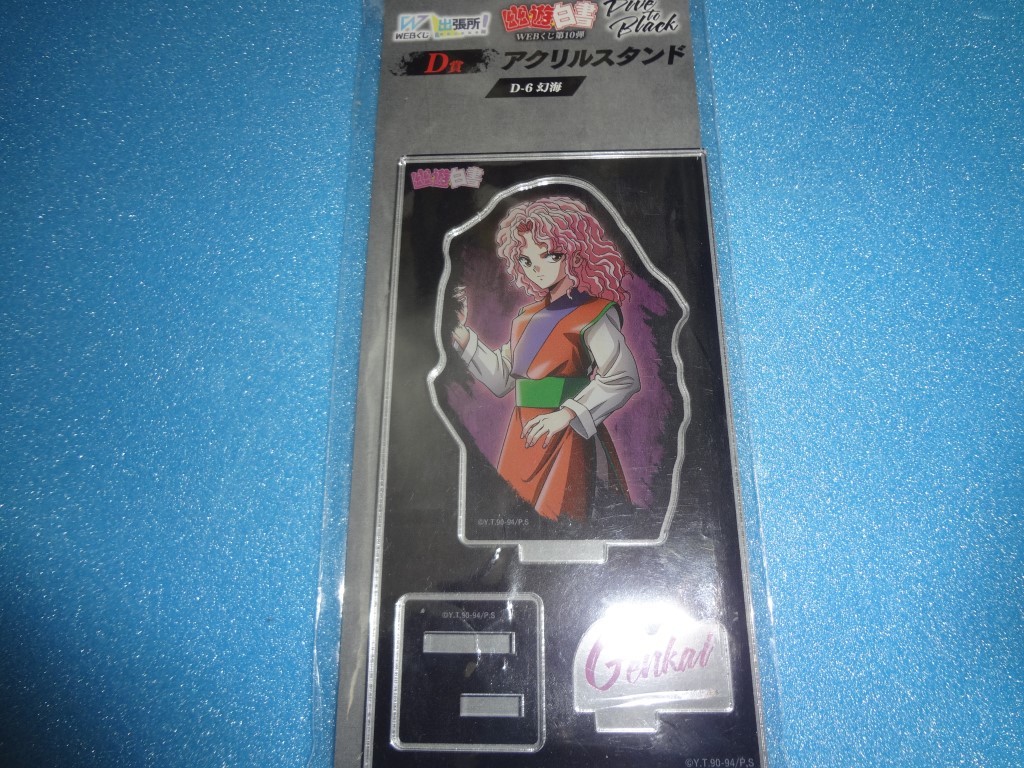 WEBくじ 出張所!
幽☆遊☆白書
Dive to Black
WEBくじ第10弾
D賞 アクリルスタンド
D-6 幻海
幽☆遊☆白書
©Y.T.90-94/P.S
©Y.T.90-94/P.S
Genkai
©Y.T.90-94/P.S